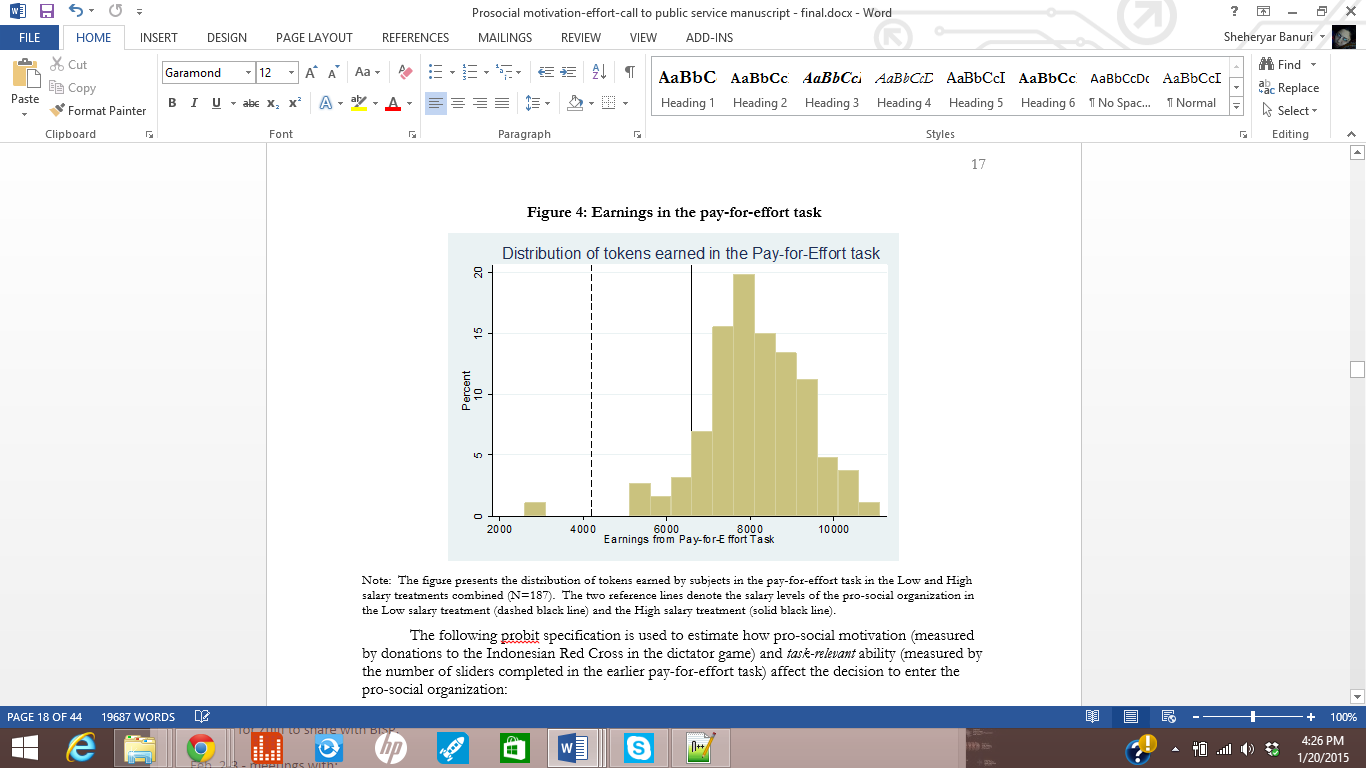 Prosocial motivation-effort-call to public service manuscript - final.docx - Word
FILE HOME INSERT DESIGN PAGE LAYOUT REFERENCES MAILINGS REVIEW VIEW ADD-INS Sheheryar Banuri
Paste
Cut
Copy
Format Painter
Garamond 12
AaBbC AaBbCc AaBbCcI AaBbCcD AaBbCcI AaBbCc AaBbCcDc AaBbCcI
Heading 1 Heading 2 Heading 3 Heading 4 Heading 5 Heading 6 ¶ No Spac... ¶ Normal
Find
Replace
Select
Clipboard Font Paragraph Styles Editing
17
Figure 4: Earnings in the pay-for-effort task
Distribution of tokens earned in the Pay-for-Effort task
20
15
10
5
0
Percent
2000 4000 6000 8000 10000
Earnings from Pay-for-Effort Task
Note: The figure presents the distribution of tokens earned by subjects in the pay-for-effort task in the Low and High
salary treatments combined (N=187). The two reference lines denote the salary levels of the pro-social organization in
the Low salary treatment (dashed black line) and the High salary treatment (solid black line).
The following probit specification is used to estimate how pro-social motivation (measured
by donations to the Indonesian Red Cross in the dictator game) and task-relevant ability (measured by
the number of sliders completed in the earlier pay-for-effort task) affect the decision to enter the
pro-social organization:
PAGE 18 OF 44 19687 WORDS 100%
to share with BISP
meetings with:
4:26 PM
1/20/2015